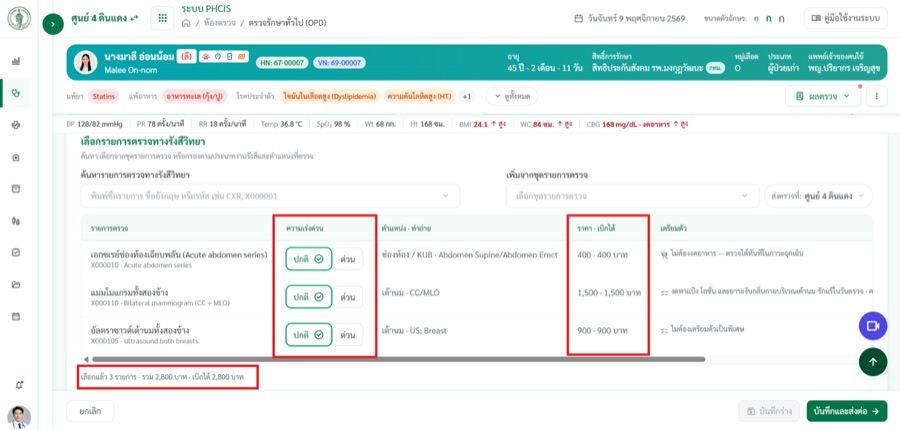 ศูนย์ 4 ดินแดง
ระบบ PHCIS
ห้องตรวจ / ตรวจรักษาทั่วไป (OPD)
วันจันทร์ 9 พฤศจิกายน 2569
ขนาดตัวอักษร: ก ก ก
คู่มือใช้งานระบบ
นางมาลี อ่อนน้อม (ลี)
Malee On-nom
HN: 67-00007
VN: 69-00007
อายุ
45 ปี - 2 เดือน - 11 วัน
สิทธิ์การรักษา
สิทธิประกันสังคม รพ.มงกุฎวัฒนะ
หมู่เลือด
O
ประเภท
ผู้ป่วยเก่า
แพทย์เจ้าของคนไข้
พญ.ปรียากร เจริญสุข
แพ้ยา Statins แพ้อาหาร อาหารทะเล (กุ้ง/ปู) โรคประจำตัว ไขมันในเลือดสูง (Dyslipidemia) ความดันโลหิตสูง (HT) +1 ดูทั้งหมด
ผลตรวจ
BP 128/82 mmHg PR 78 ครั้ง/นาที RR 18 ครั้ง/นาที Temp 36.8 °C SpO₂ 98 % Wt 68 กก. Ht 168 ซม. BMI 24.1 ↑ สูง WC 84 ซม. ↑ สูง CBG 168 mg/dL · งดอาหาร ↑ สูง
เลือกรายการตรวจทางรังสีวิทยา
ค้นหา เลือกจากชุดรายการตรวจ หรือกรองตามประเภทงานรังสีและตำแหน่งที่ตรวจ
ค้นหารายการตรวจทางรังสีวิทยา
เพิ่มจากชุดรายการตรวจ
พิมพ์ชื่อรายการ ชื่ออังกฤษ หรือรหัส เช่น CXR, X000001
เลือกชุดรายการตรวจ
ส่งตรวจที่: ศูนย์ 4 ดินแดง
รายการตรวจ ความเร่งด่วน ตำแหน่ง · ท่าถ่าย ราคา · เบิกได้ เตรียมตัว
เอกซเรย์ช่องท้องเฉียบพลัน (Acute abdomen series)
X000010 · Acute abdomen series
ปกติ ด่วน
ช่องท้อง / KUB · Abdomen Supine/Abdomen Erect
400 · 400 บาท
ไม่ต้องงดอาหาร — ตรวจได้ทันทีในภาวะฉุกเฉิน
แมมโมแกรมทั้งสองข้าง
X000110 · Bilateral mammogram (CC + MLO)
ปกติ ด่วน
เต้านม · CC/MLO
1,500 · 1,500 บาท
งดทาแป้ง โลชั่น และยาระงับกลิ่นกายบริเวณเต้านม-รักแร้ในวันตรวจ
อัลตราซาวด์เต้านมทั้งสองข้าง
X000105 · Ultrasound both breasts
ปกติ ด่วน
เต้านม · US: Breast
900 · 900 บาท
ไม่ต้องเตรียมตัวเป็นพิเศษ
เลือกแล้ว 3 รายการ · รวม 2,800 บาท · เบิกได้ 2,800 บาท
ยกเลิก
บันทึกร่าง
บันทึกและส่งต่อ